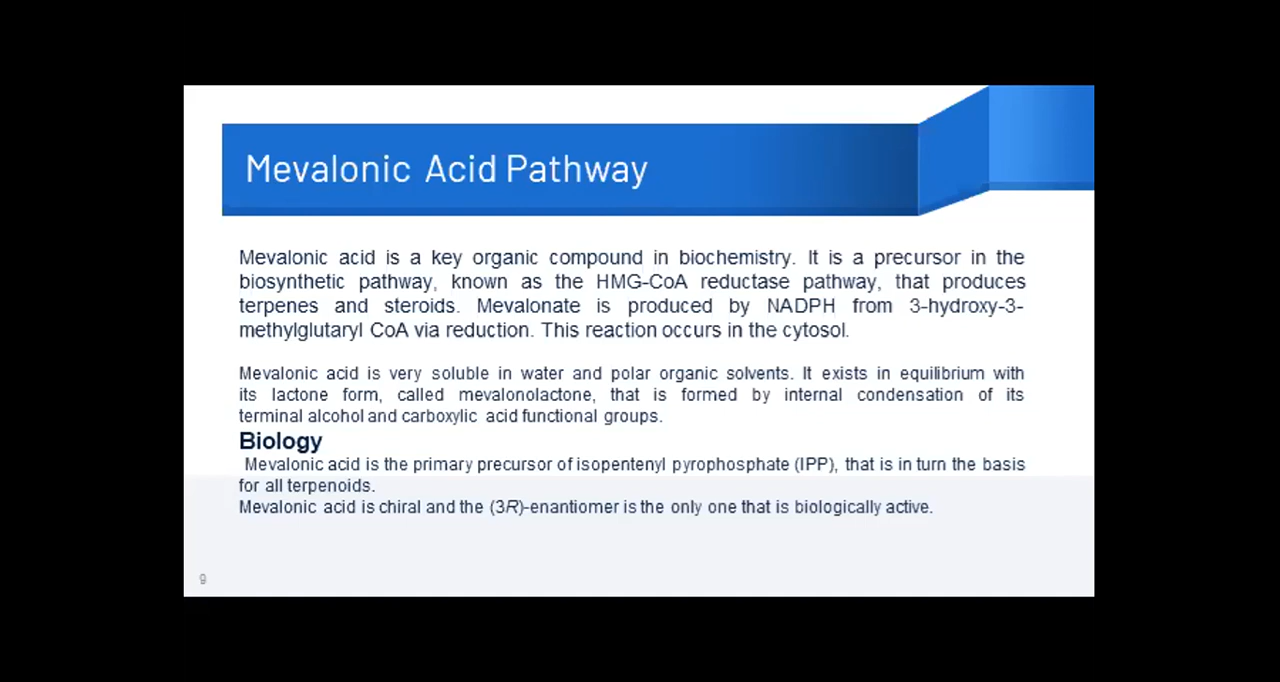 Mevalonic Acid Pathway
Mevalonic acid is a key organic compound in biochemistry. It is a precursor in the
biosynthetic pathway, known as the HMG-CoA reductase pathway, that produces
terpenes and steroids. Mevalonate is produced by NADPH from 3-hydroxy-3-
methylglutaryl CoA via reduction. This reaction occurs in the cytosol.
Mevalonic acid is very soluble in water and polar organic solvents. It exists in equilibrium with
its lactone form, called mevalonolactone, that is formed by internal condensation of its
terminal alcohol and carboxylic acid functional groups.
Biology
Mevalonic acid is the primary precursor of isopentenyl pyrophosphate (IPP), that is in turn the basis
for all terpenoids.
Mevalonic acid is chiral and the (3R)-enantiomer is the only one that is biologically active.
9